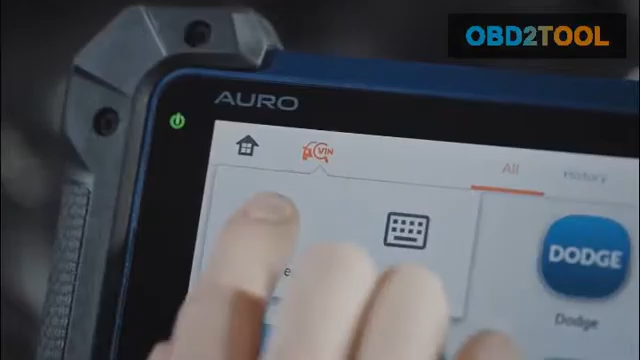 OBD2TOOL
AURO
VIN
All
History
DODGE
Dodge